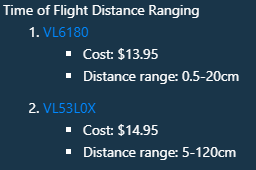 Time of Flight Distance Ranging
1. VL6180
▪ Cost: $13.95
▪ Distance range: 0.5-20cm
2. VL53L0X
▪ Cost: $14.95
▪ Distance range: 5-120cm